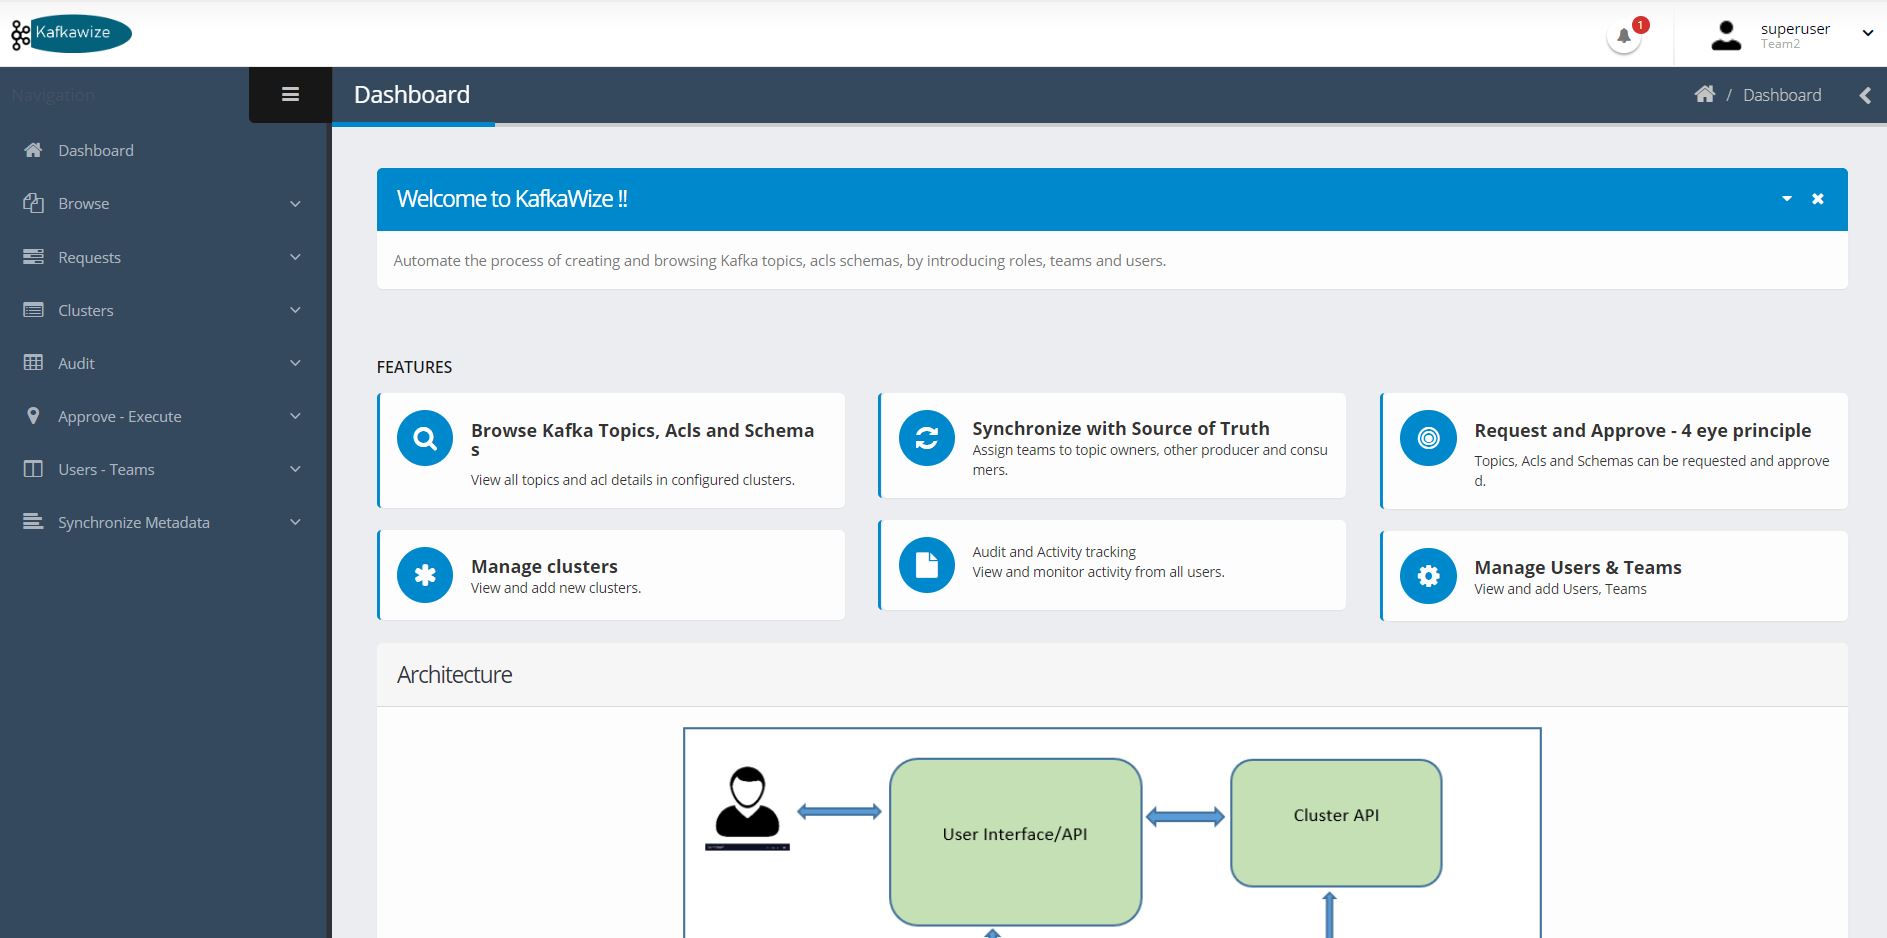 Kafkawize
1
superuser
Team2
Navigation
Dashboard
/ Dashboard
Dashboard
Browse
Requests
Clusters
Audit
Approve - Execute
Users - Teams
Synchronize Metadata
Welcome to KafkaWize !!
Automate the process of creating and browsing Kafka topics, acls schemas, by introducing roles, teams and users.
FEATURES
Browse Kafka Topics, Acls and Schema
s
View all topics and acl details in configured clusters.
Synchronize with Source of Truth
Assign teams to topic owners, other producer and consu
mers.
Request and Approve - 4 eye principle
Topics, Acls and Schemas can be requested and approve
d.
Manage clusters
View and add new clusters.
Audit and Activity tracking
View and monitor activity from all users.
Manage Users & Teams
View and add Users, Teams
Architecture
User Interface/API
Cluster API